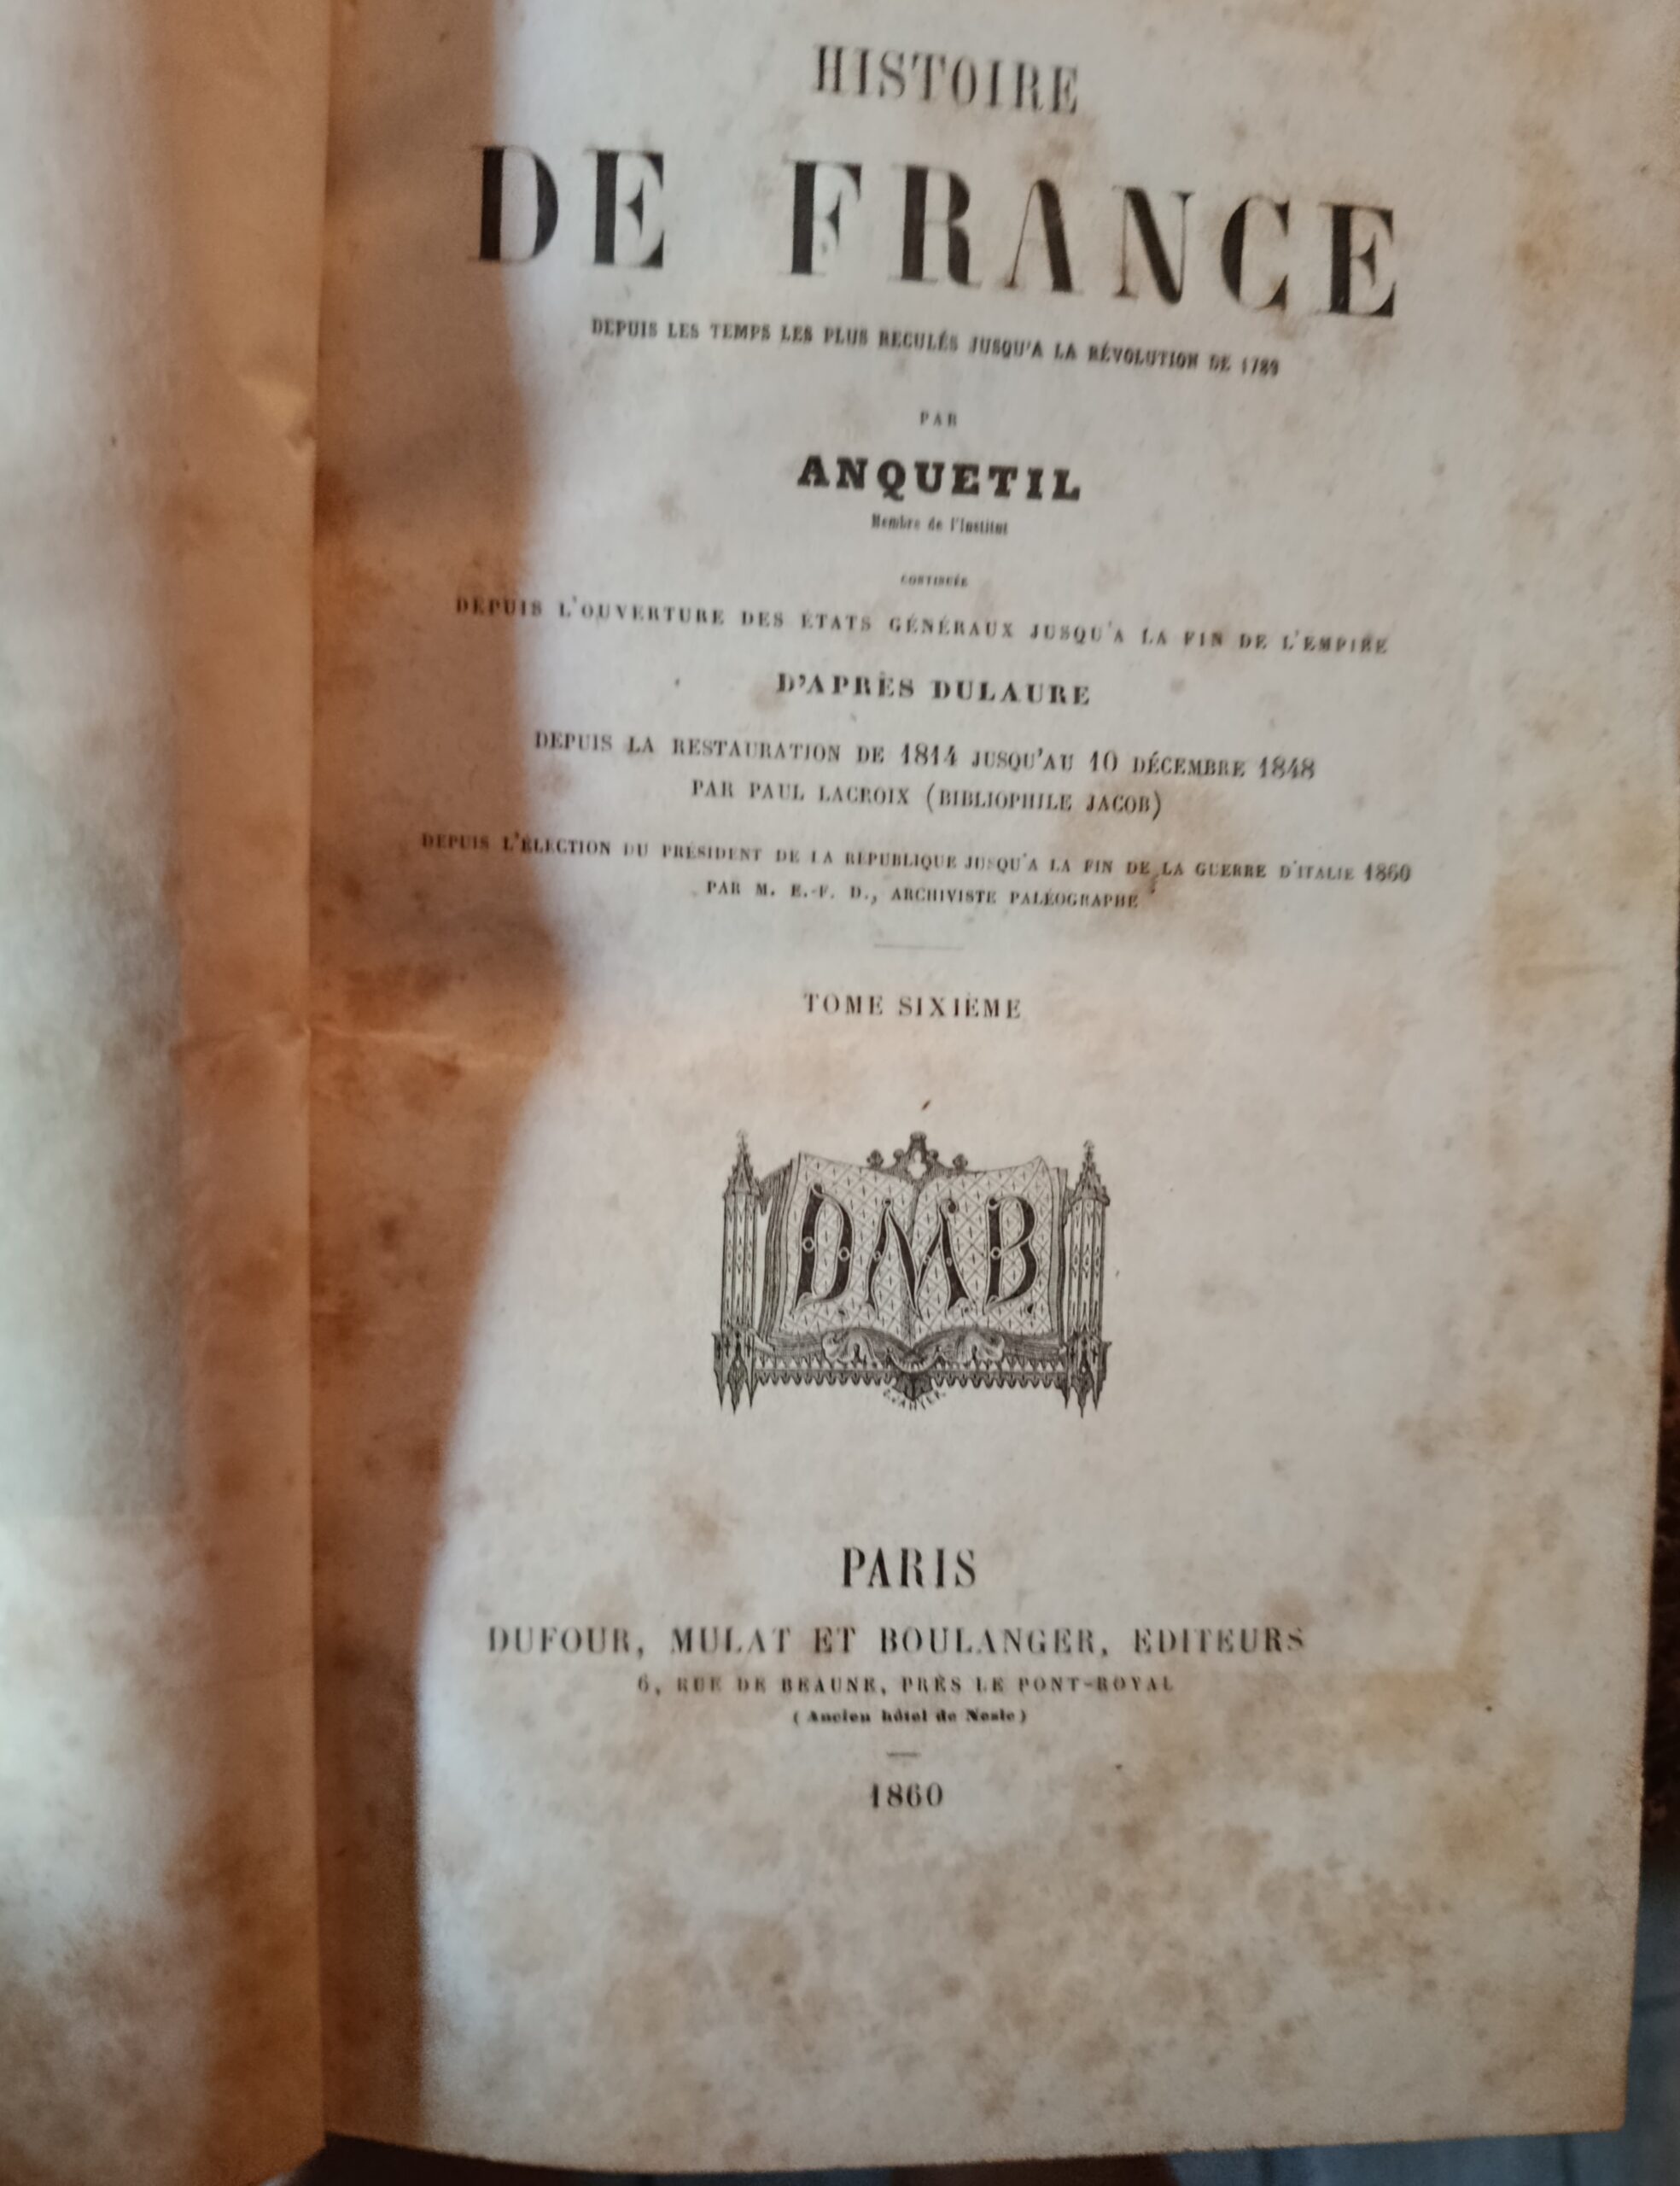 HISTOIRE
DE FRANCE
DEPUIS LES TEMPS LES PLUS RECULÉS JUSQU'A LA RÉVOLUTION DE 1789
PAR
ANQUETIL
Membre de l'Institut
CONTINUÉE
DEPUIS L'OUVERTURE DES ÉTATS GÉNÉRAUX JUSQU'A LA FIN DE L'EMPIRE
D'APRÈS DULAURE
DEPUIS LA RESTAURATION DE 1814 JUSQU'AU 10 DÉCEMBRE 1848
PAR PAUL LACROIX (BIBLIOPHILE JACOB)
DEPUIS L'ÉLECTION DU PRÉSIDENT DE LA RÉPUBLIQUE JUSQU'A LA FIN DE LA GUERRE D'ITALIE 1860
PAR M. E.-F. D., ARCHIVISTE PALÉOGRAPHE
TOME SIXIÈME
DMB
PARIS
DUFOUR, MULAT ET BOULANGER, EDITEURS
6, RUE DE BEAUNE, PRÈS LE PONT-ROYAL
(Ancien hôtel de Nesle)
1860